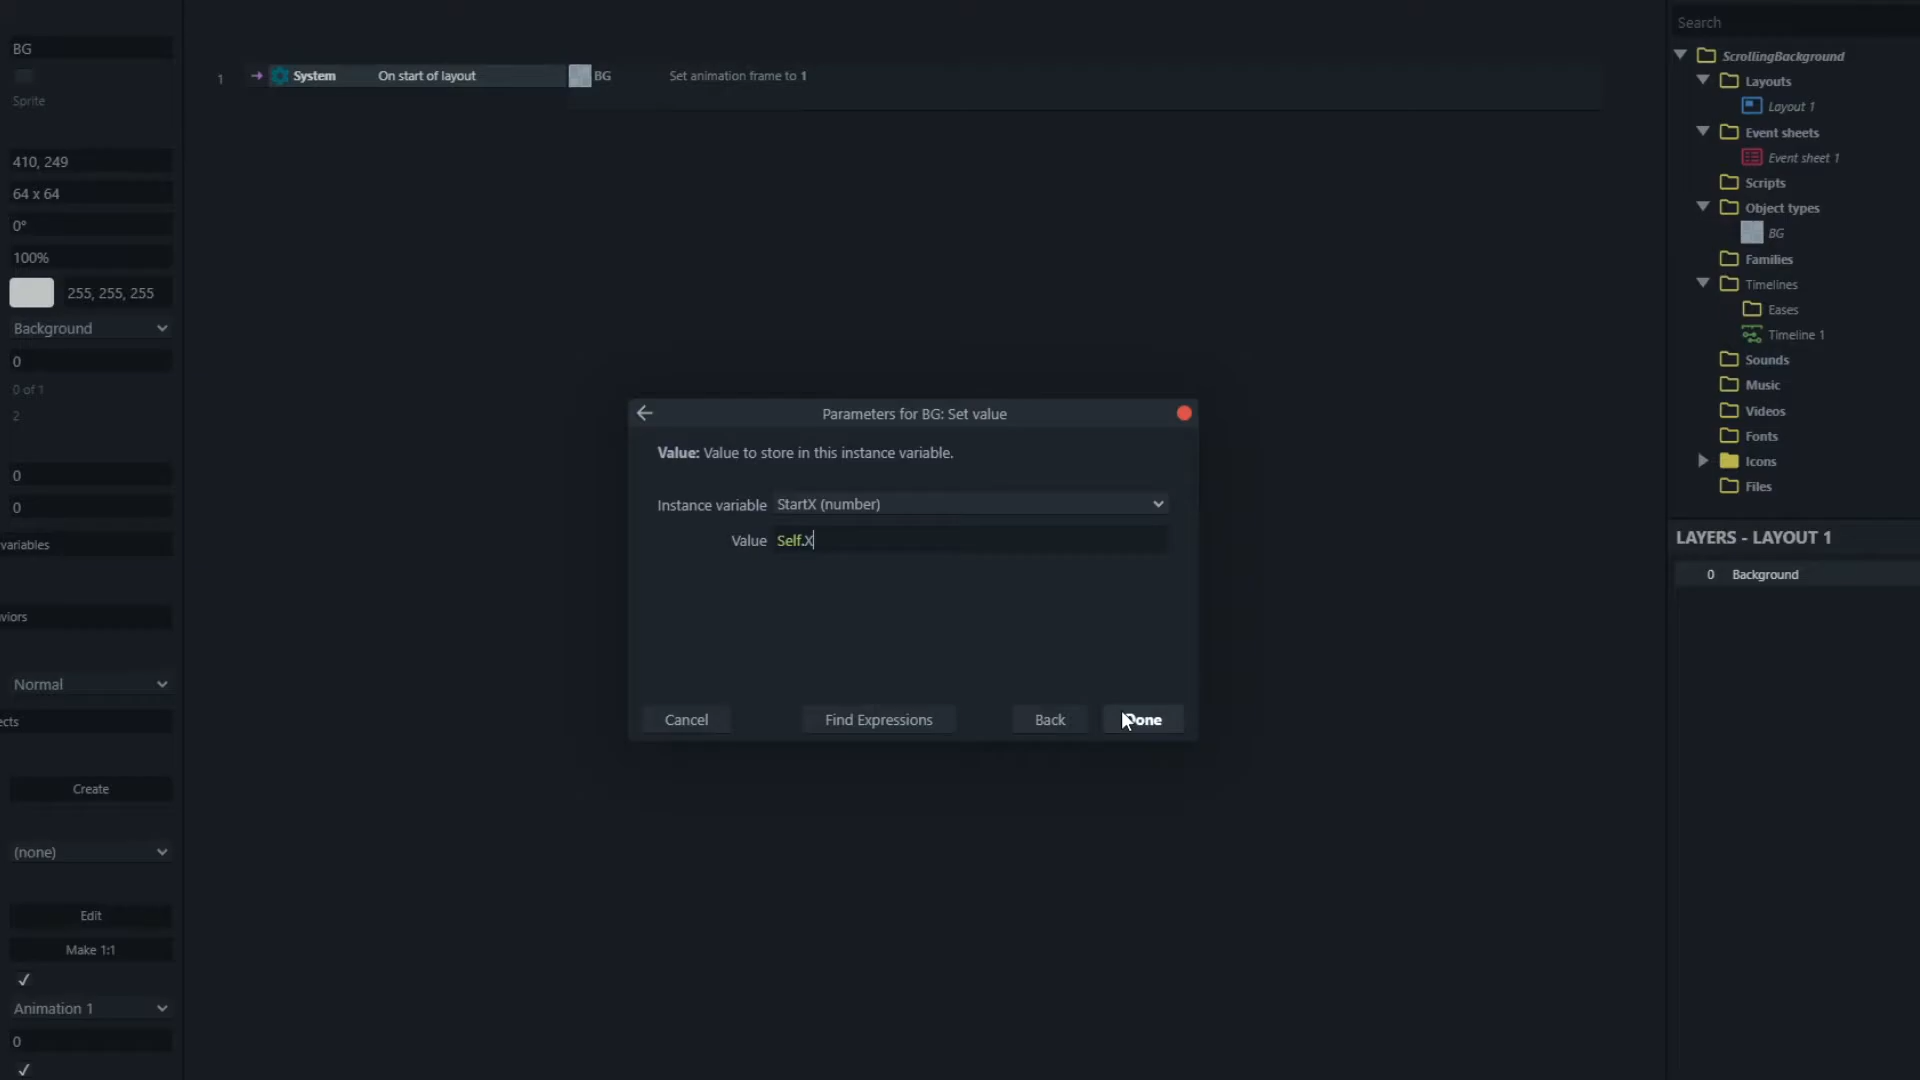 BG
Sprite
410, 249
64 x 64
0°
100%
255, 255, 255
Background
0
0 of 1
2
0
0
variables
viors
Normal
ects
Create
(none)
Edit
Make 1:1
Animation 1
0
1 System On start of layout BG Set animation frame to 1
Parameters for BG: Set value
Value: Value to store in this instance variable.
Instance variable StartX (number)
Value Self.X
Cancel Find Expressions Back Done
Search
ScrollingBackground
Layouts
Layout 1
Event sheets
Event sheet 1
Scripts
Object types
BG
Families
Timelines
Eases
Timeline 1
Sounds
Music
Videos
Fonts
Icons
Files
LAYERS - LAYOUT 1
0 Background